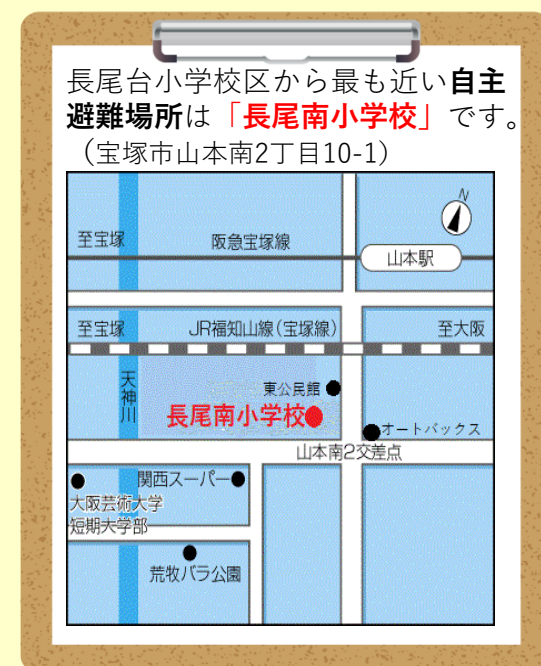 長尾台小学校区から最も近い自主
避難場所は「長尾南小学校」です。
（宝塚市山本南2丁目10-1）
N
至宝塚
阪急宝塚線
山本駅
至宝塚
JR福知山線（宝塚線）
至大阪
天神川
東公民館
長尾南小学校
オートバックス
山本南2交差点
関西スーパー
大阪芸術大学
短期大学部
荒牧バラ公園